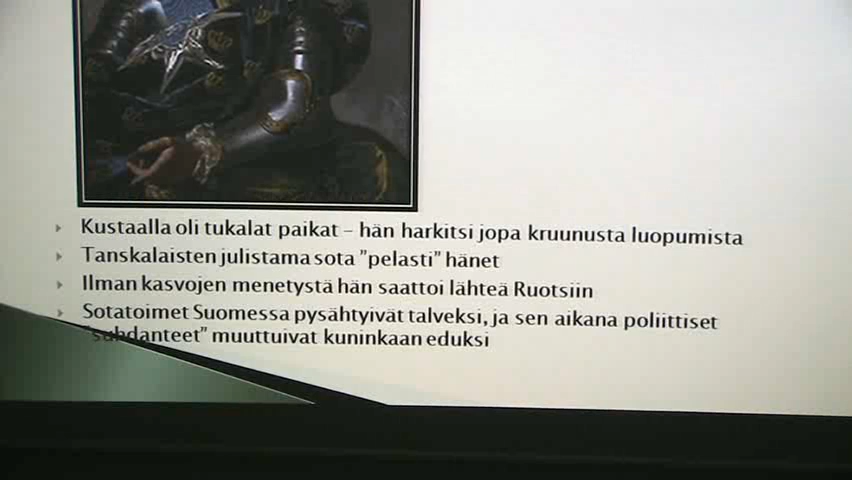 Kustaalla oli tukalat paikat – hän harkitsi jopa kruunusta luopumista
Tanskalaisten julistama sota ”pelasti” hänet
Ilman kasvojen menetystä hän saattoi lähteä Ruotsiin
Sotatoimet Suomessa pysähtyivät talveksi, ja sen aikana poliittiset
”suhdanteet” muuttuivat kuninkaan eduksi